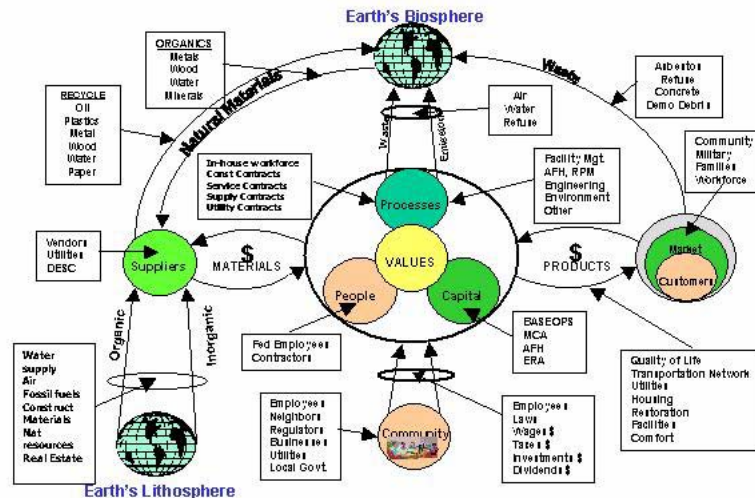 Earth's Biosphere
ORGANICS
Metals
Wood
Water
Minerals
RECYCLE
Oil
Plastics
Metal
Wood
Water
Paper
Natural Materials
Waste
Emission
Air
Water
Refuse
Waste
Asbestos
Refuse
Concrete
Demo Debris
Community
Military
Families
Workforce
In-house workforce
Const Contracts
Service Contracts
Supply Contracts
Utility Contracts
Facility Mgt.
AFH, RPM
Engineering
Environment
Other
Processes
VALUES
People
Capital
Vendors
Utilities
DESC
Suppliers
$
MATERIALS
$
PRODUCTS
Market
Customers
Organic
Inorganic
Fed Employees
Contractors
BASEOPS
MCA
AFH
ERA
Water
supply
Air
Fossil fuels
Construct
Materials
Nat
resources
Real Estate
Employees
Neighbors
Regulators
Businesses
Utilities
Local Govt.
Community
Employees
Laws
Wages $
Taxes $
Investments $
Dividends $
Quality of Life
Transportation Network
Utilities
Housing
Restoration
Facilities
Comfort
Earth's Lithosphere